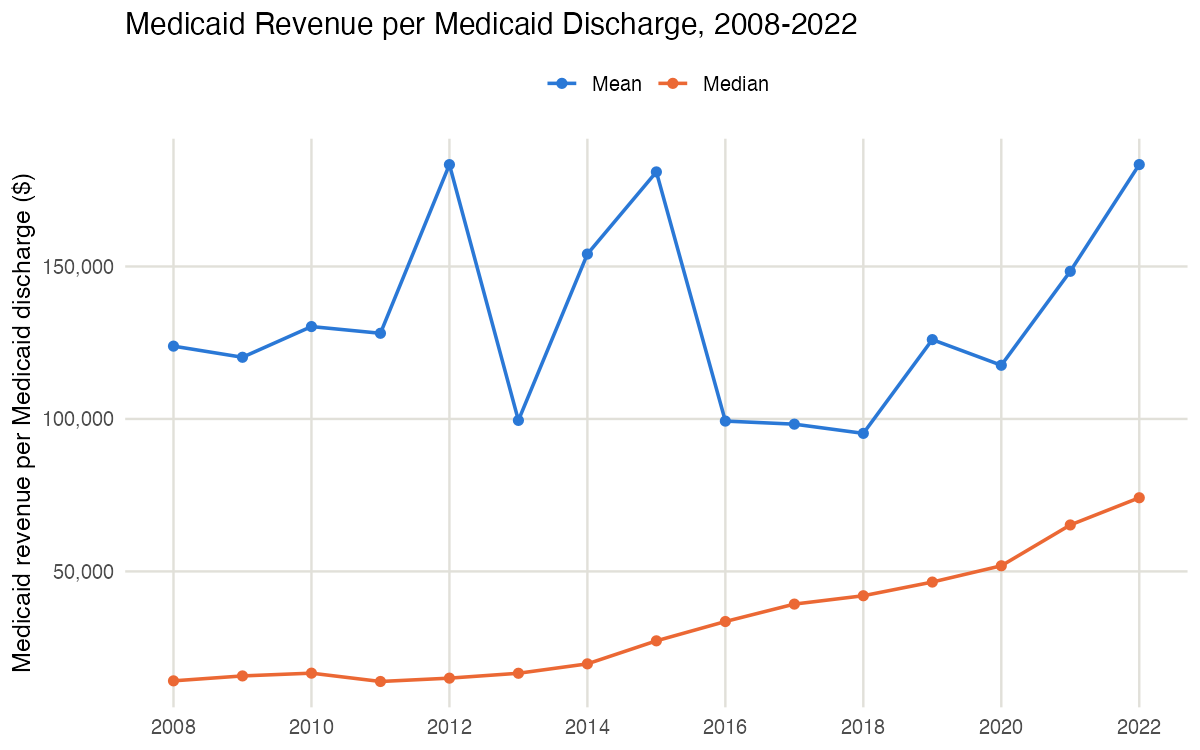 Medicaid Revenue per Medicaid Discharge, 2008-2022
Mean
Median
Medicaid revenue per Medicaid discharge ($)
150,000
100,000
50,000
2008
2010
2012
2014
2016
2018
2020
2022